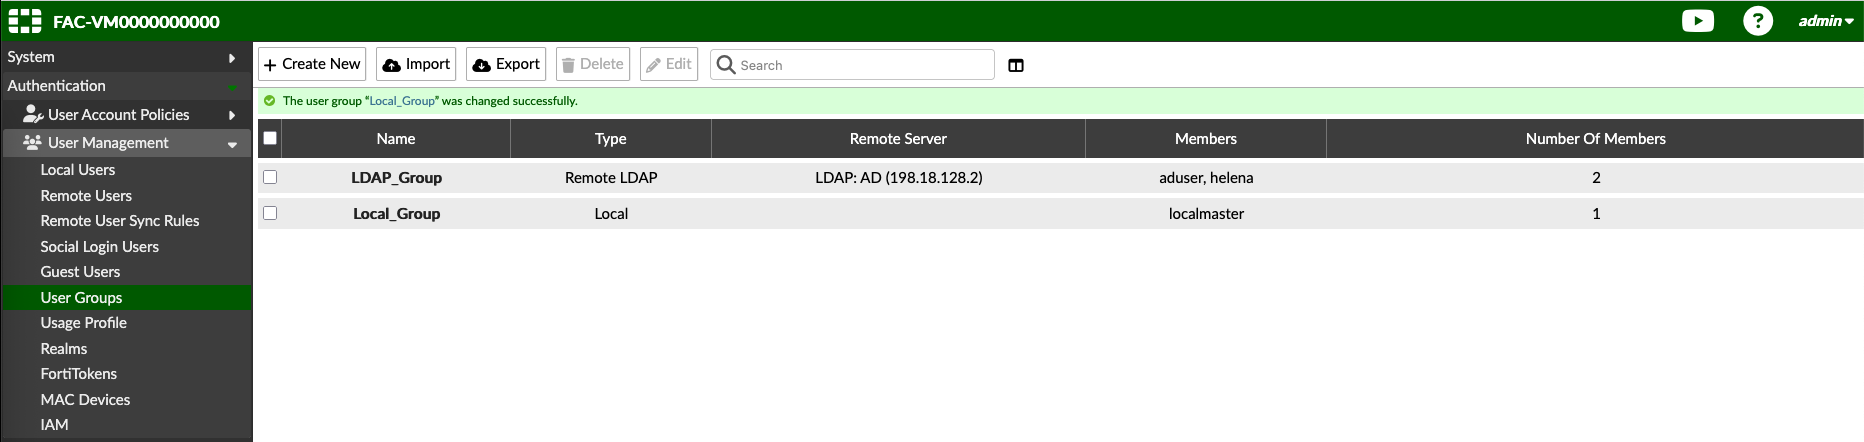 FAC-VM0000000000
admin
System
Authentication
User Account Policies
User Management
Local Users
Remote Users
Remote User Sync Rules
Social Login Users
Guest Users
User Groups
Usage Profile
Realms
FortiTokens
MAC Devices
IAM
+ Create New Import Export Delete Edit Search
The user group “Local_Group” was changed successfully.
Name Type Remote Server Members Number Of Members
LDAP_Group Remote LDAP LDAP: AD (198.18.128.2) aduser, helena 2
Local_Group Local localmaster 1